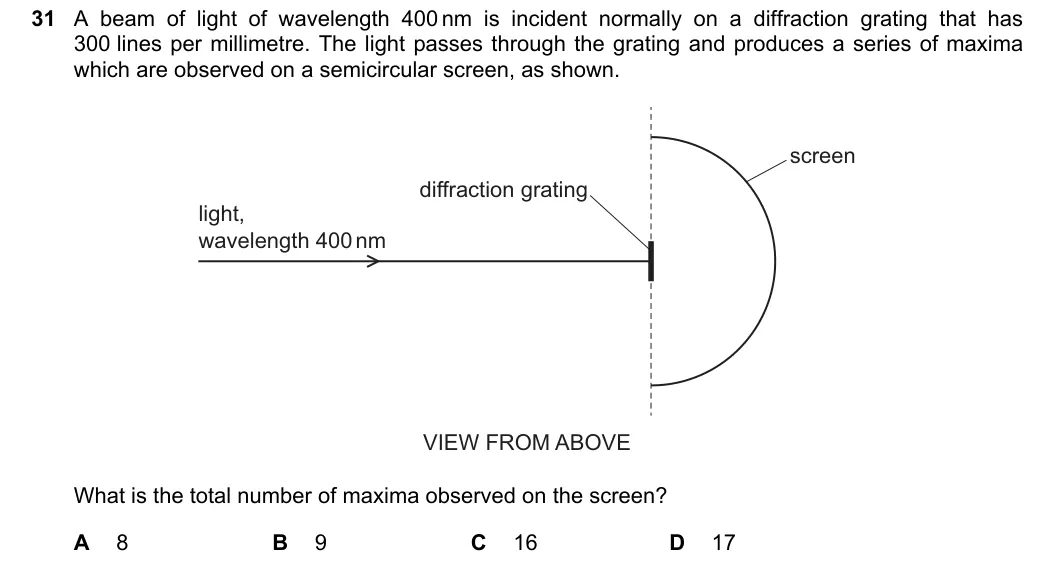 31 A beam of light of wavelength 400 nm is incident normally on a diffraction grating that has
300 lines per millimetre. The light passes through the grating and produces a series of maxima
which are observed on a semicircular screen, as shown.
screen
diffraction grating
light,
wavelength 400 nm
VIEW FROM ABOVE
What is the total number of maxima observed on the screen?
A 8 B 9 C 16 D 17